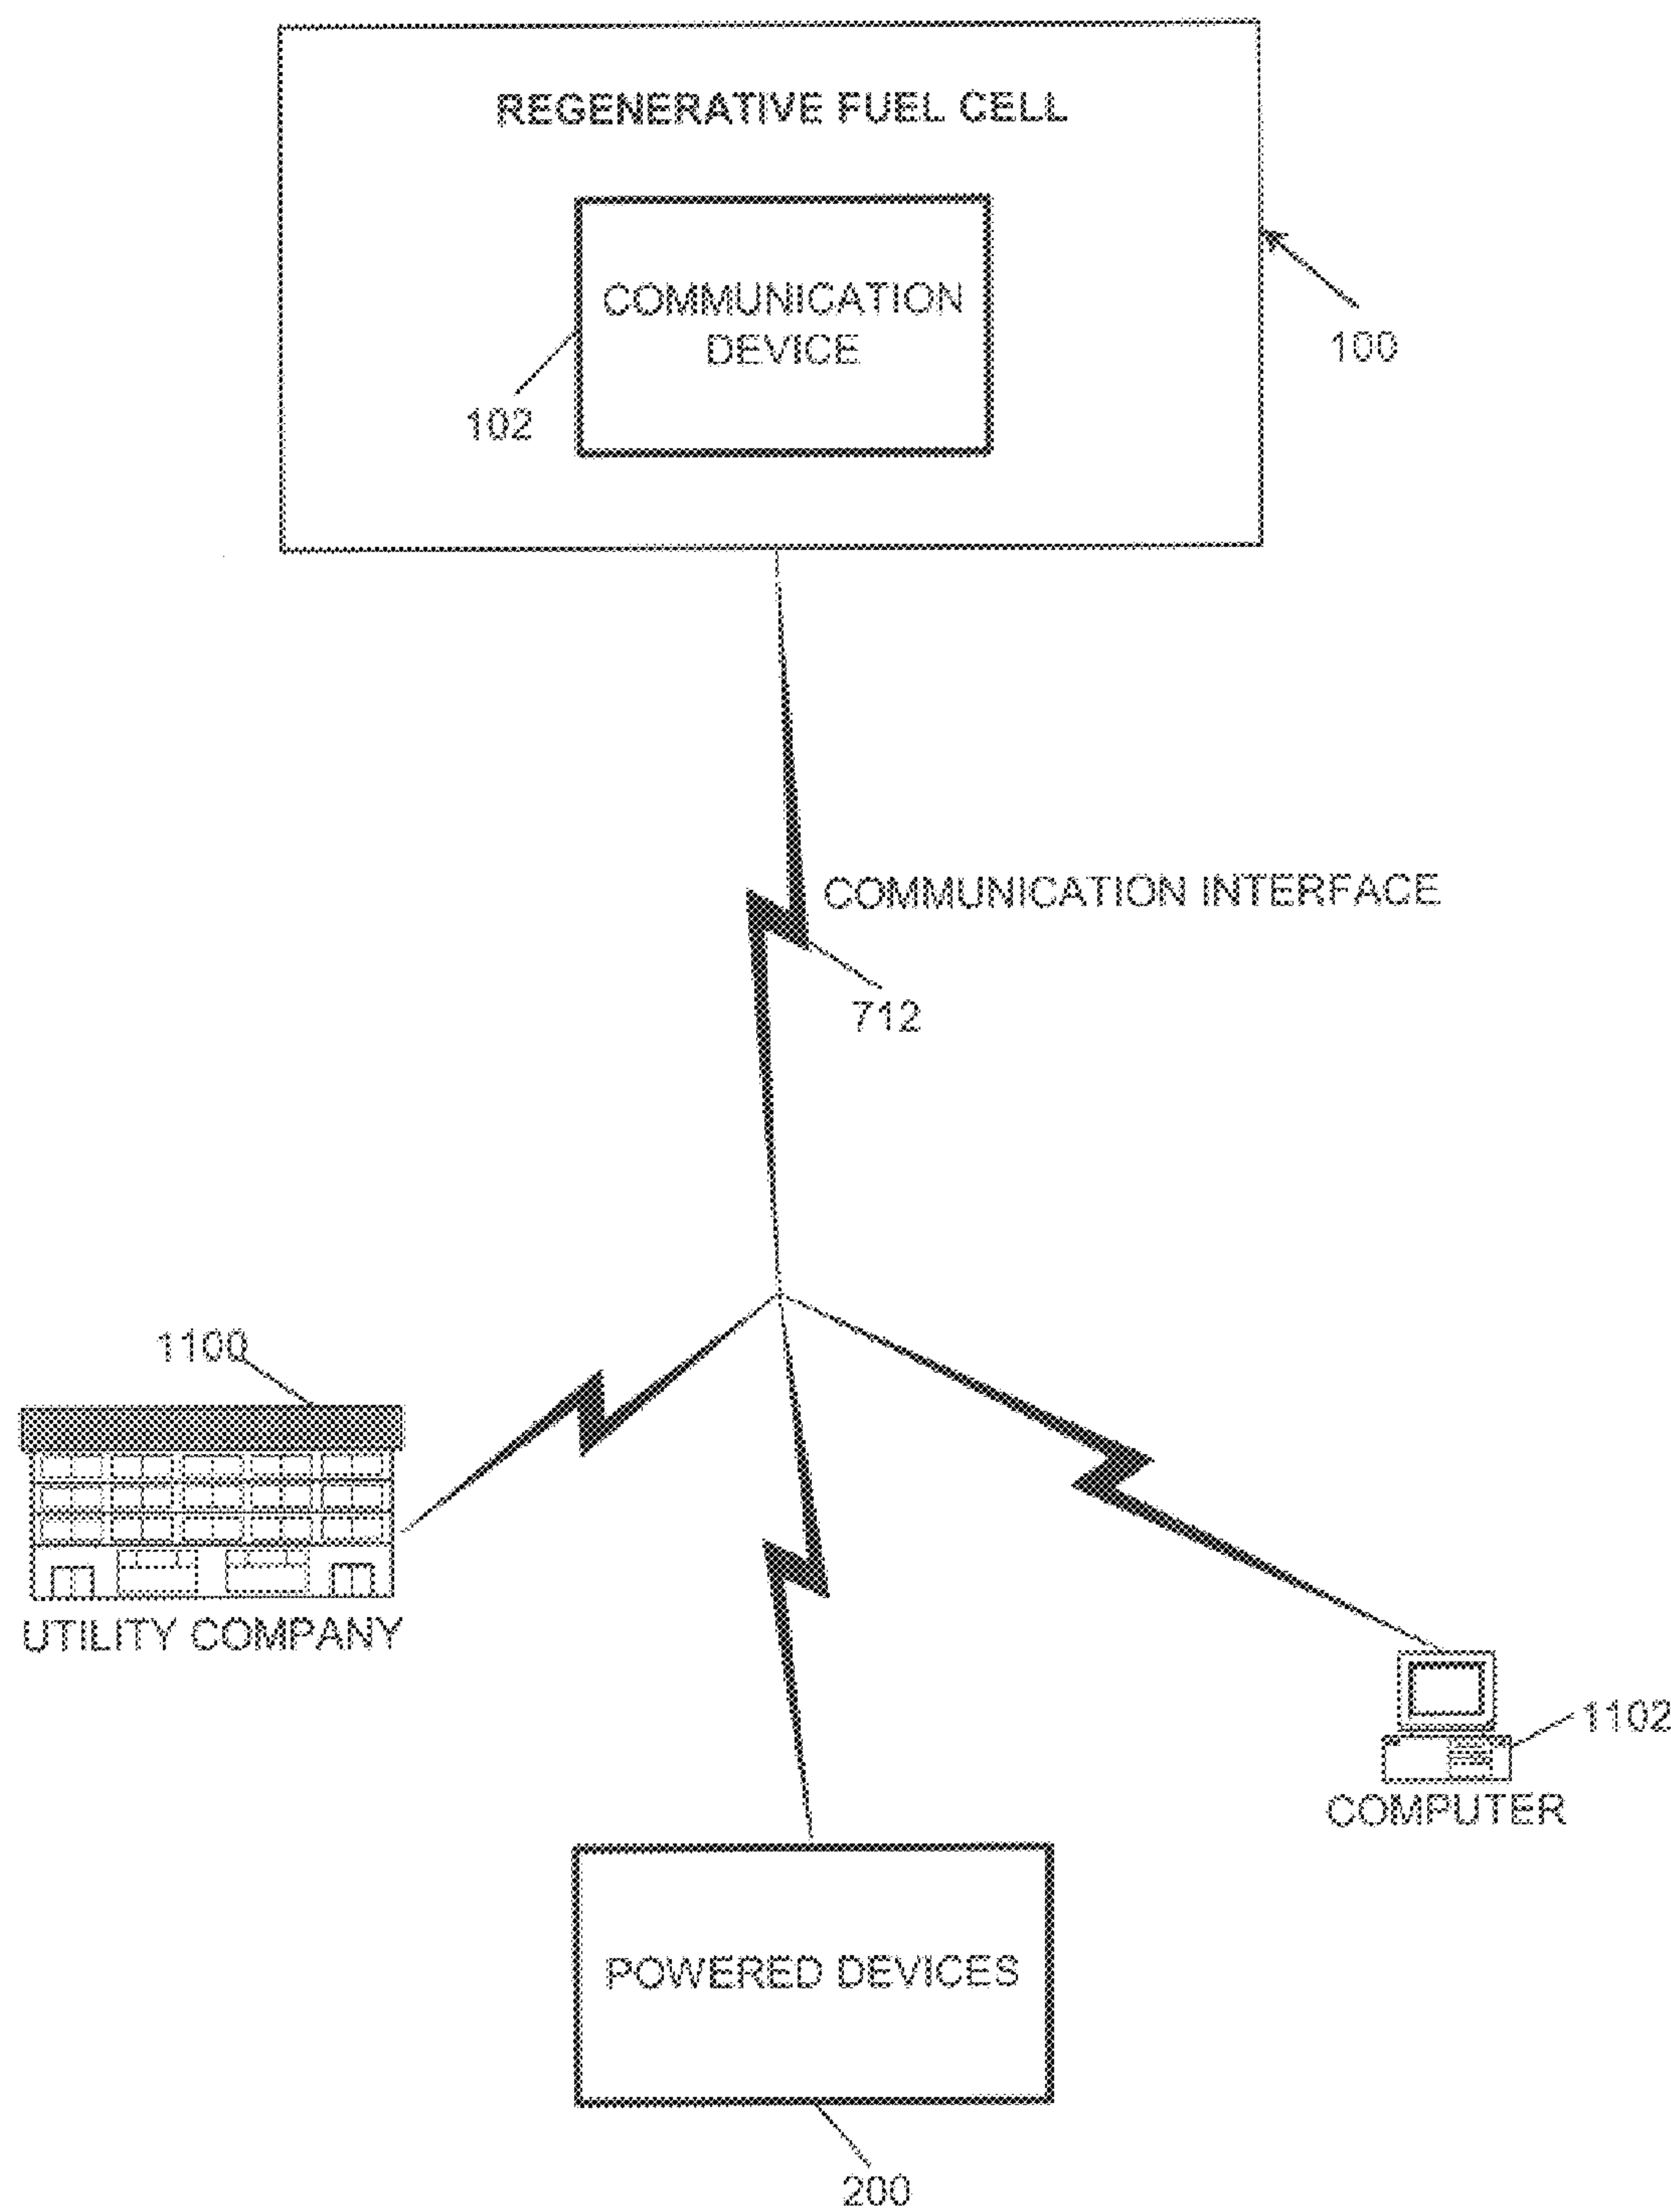 REGENERATIVE FUEL CELL
COMMUNICATION
DEVICE
100
102
COMMUNICATION INTERFACE
712
1100
UTILITY COMPANY
1102
COMPUTER
POWERED DEVICES
200